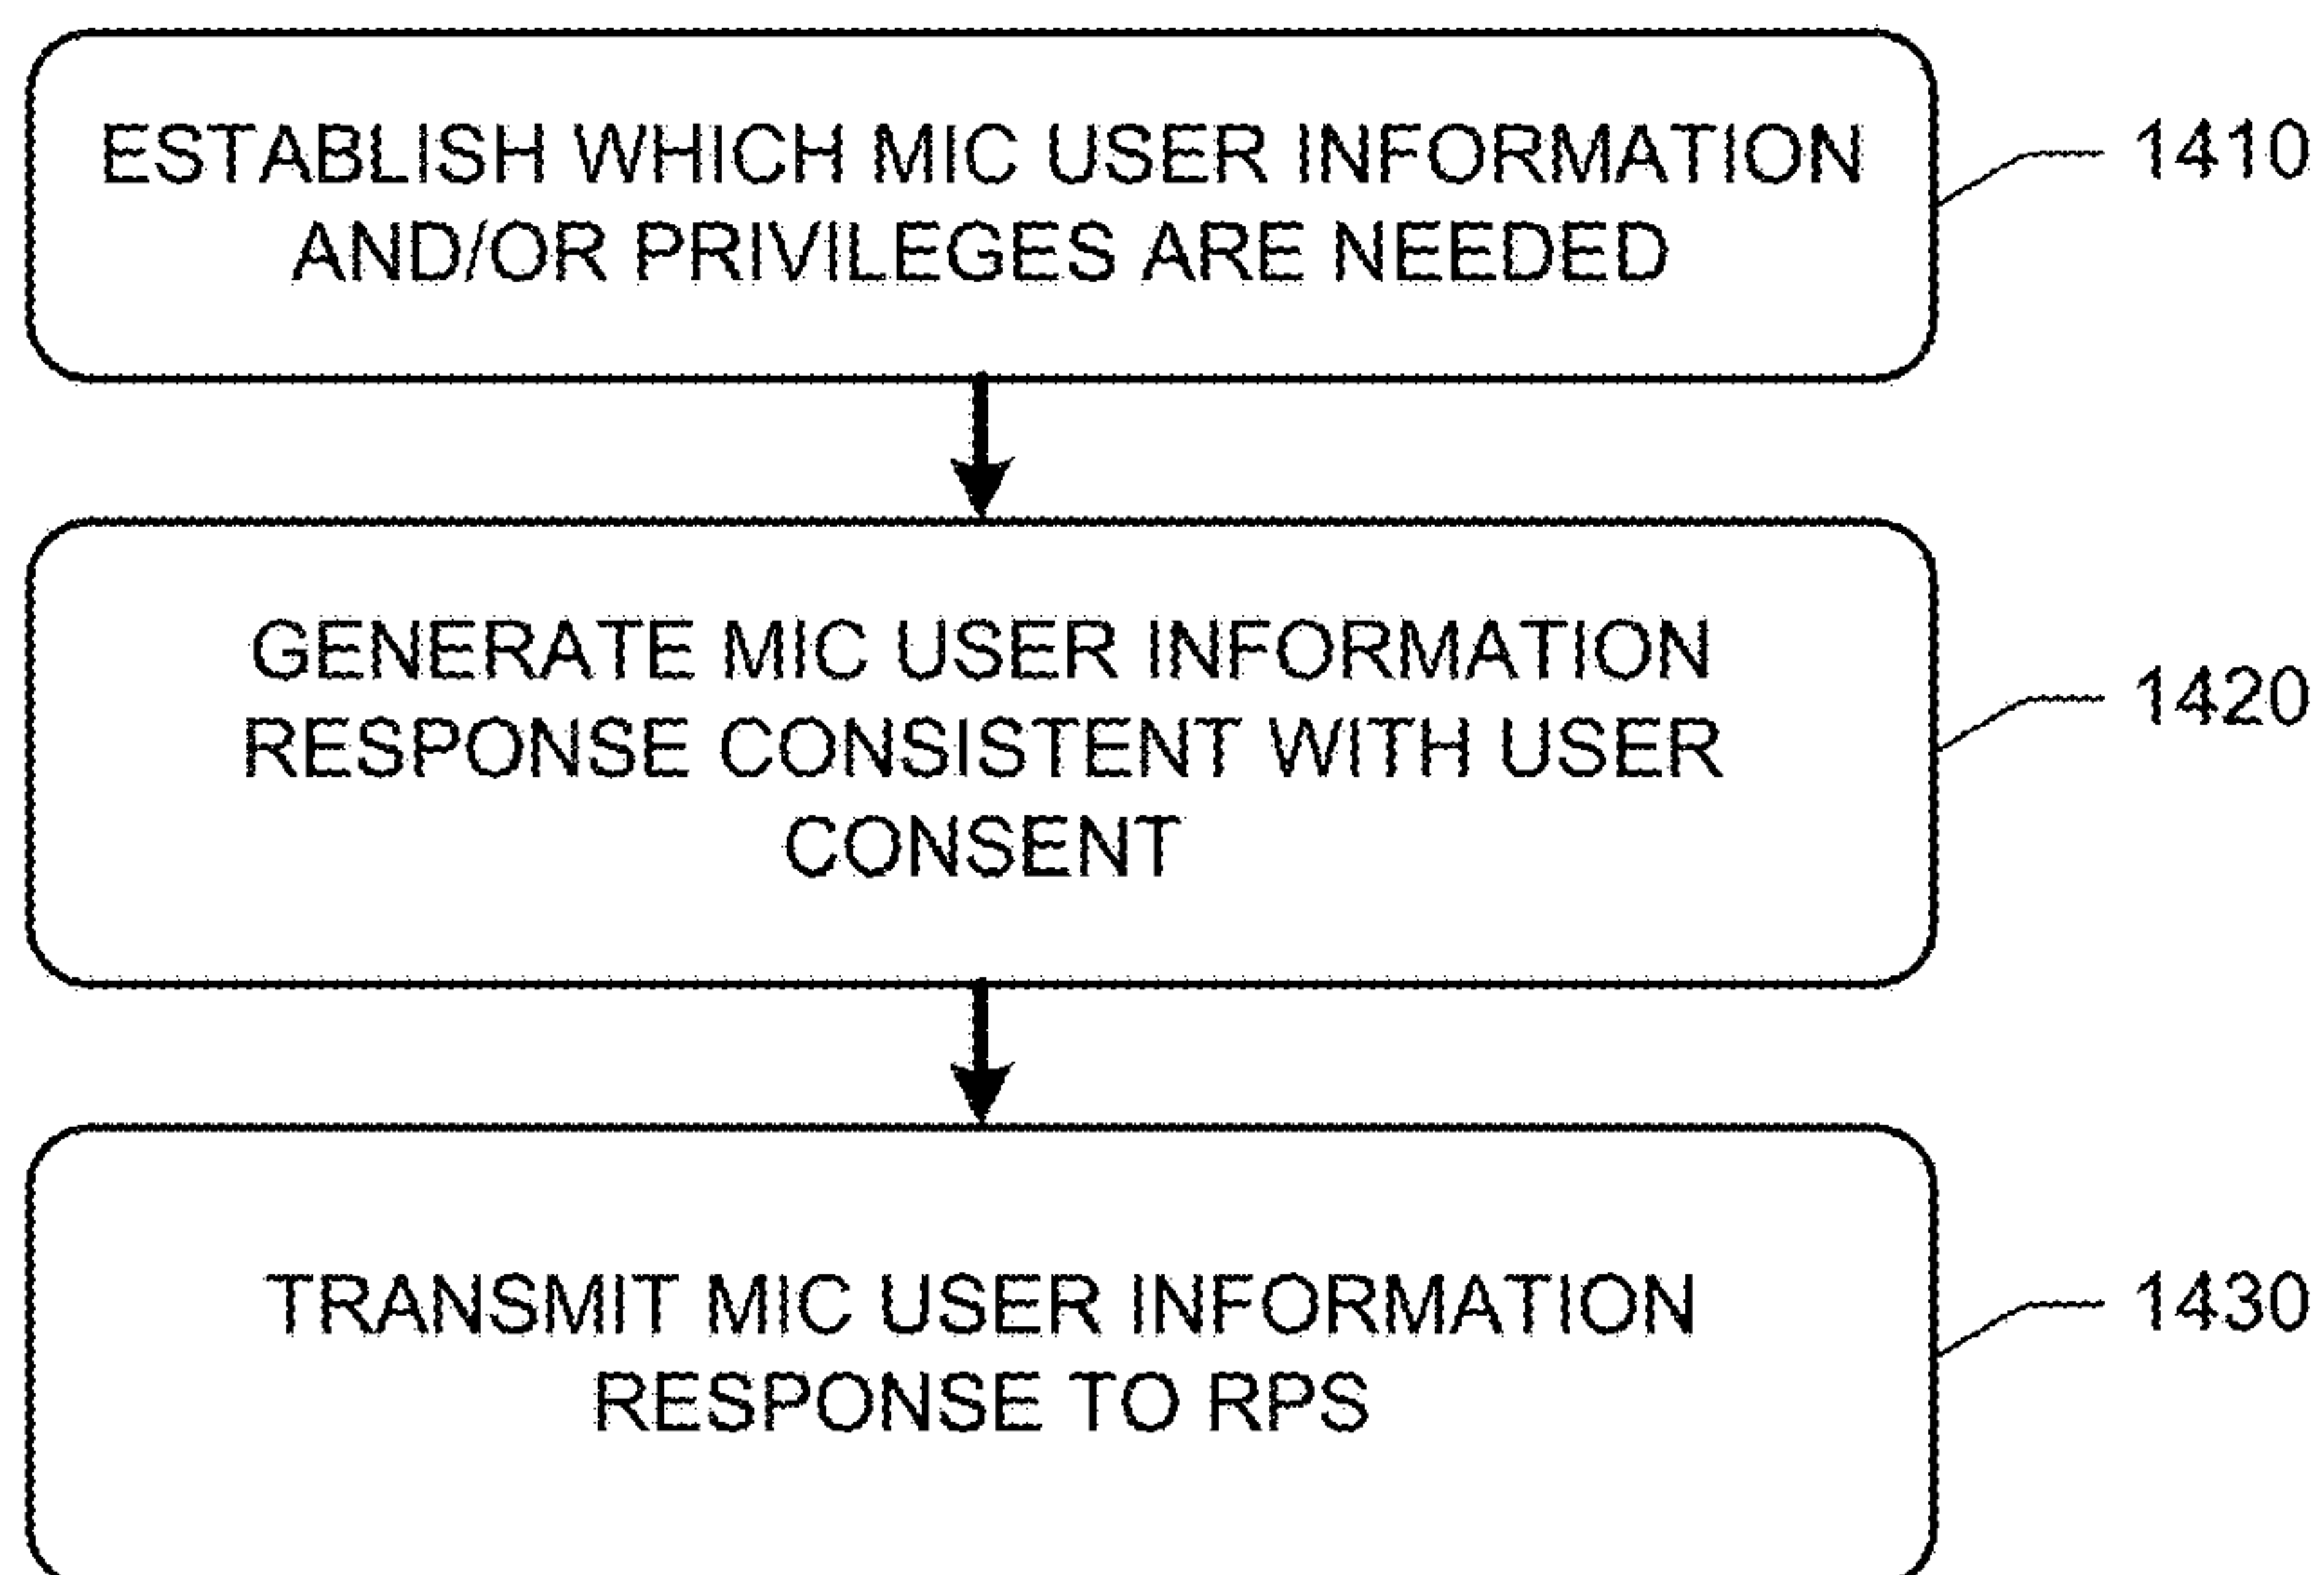 ESTABLISH WHICH MIC USER INFORMATION
AND/OR PRIVILEGES ARE NEEDED
1410
GENERATE MIC USER INFORMATION
RESPONSE CONSISTENT WITH USER
CONSENT
1420
TRANSMIT MIC USER INFORMATION
RESPONSE TO RPS
1430